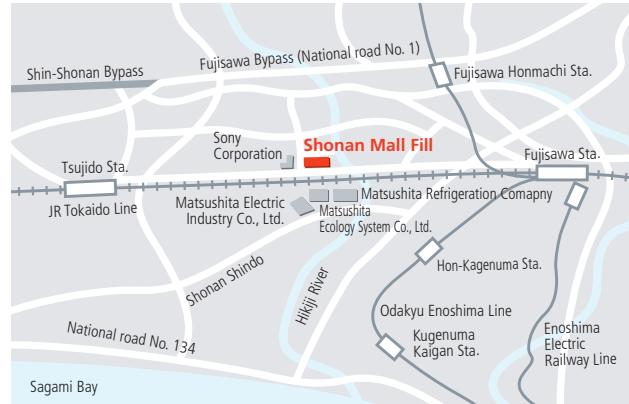 Fujisawa Bypass (National road No. 1)
Shin-Shonan Bypass
Fujisawa Honmachi Sta.
Sony
Corporation
Shonan Mall Fill
Fujisawa Sta.
Tsujido Sta.
JR Tokaido Line
Matsushita Electric
Industry Co., Ltd.
Matsushita Refrigeration Comapny
Matsushita
Ecology System Co., Ltd.
Shonan Shindo
Hikiji River
Hon-Kagenuma Sta.
Odakyu Enoshima Line
Kugenuma
Kaigan Sta.
Enoshima
Electric
Railway Line
National road No. 134
Sagami Bay